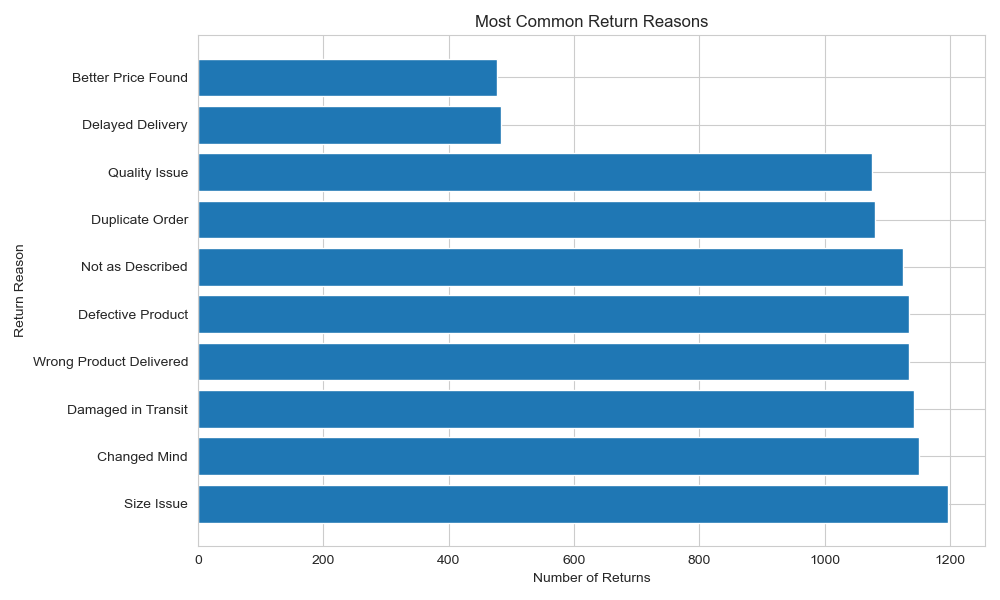 Most Common Return Reasons
Return Reason
Better Price Found
Delayed Delivery
Quality Issue
Duplicate Order
Not as Described
Defective Product
Wrong Product Delivered
Damaged in Transit
Changed Mind
Size Issue
0 200 400 600 800 1000 1200
Number of Returns